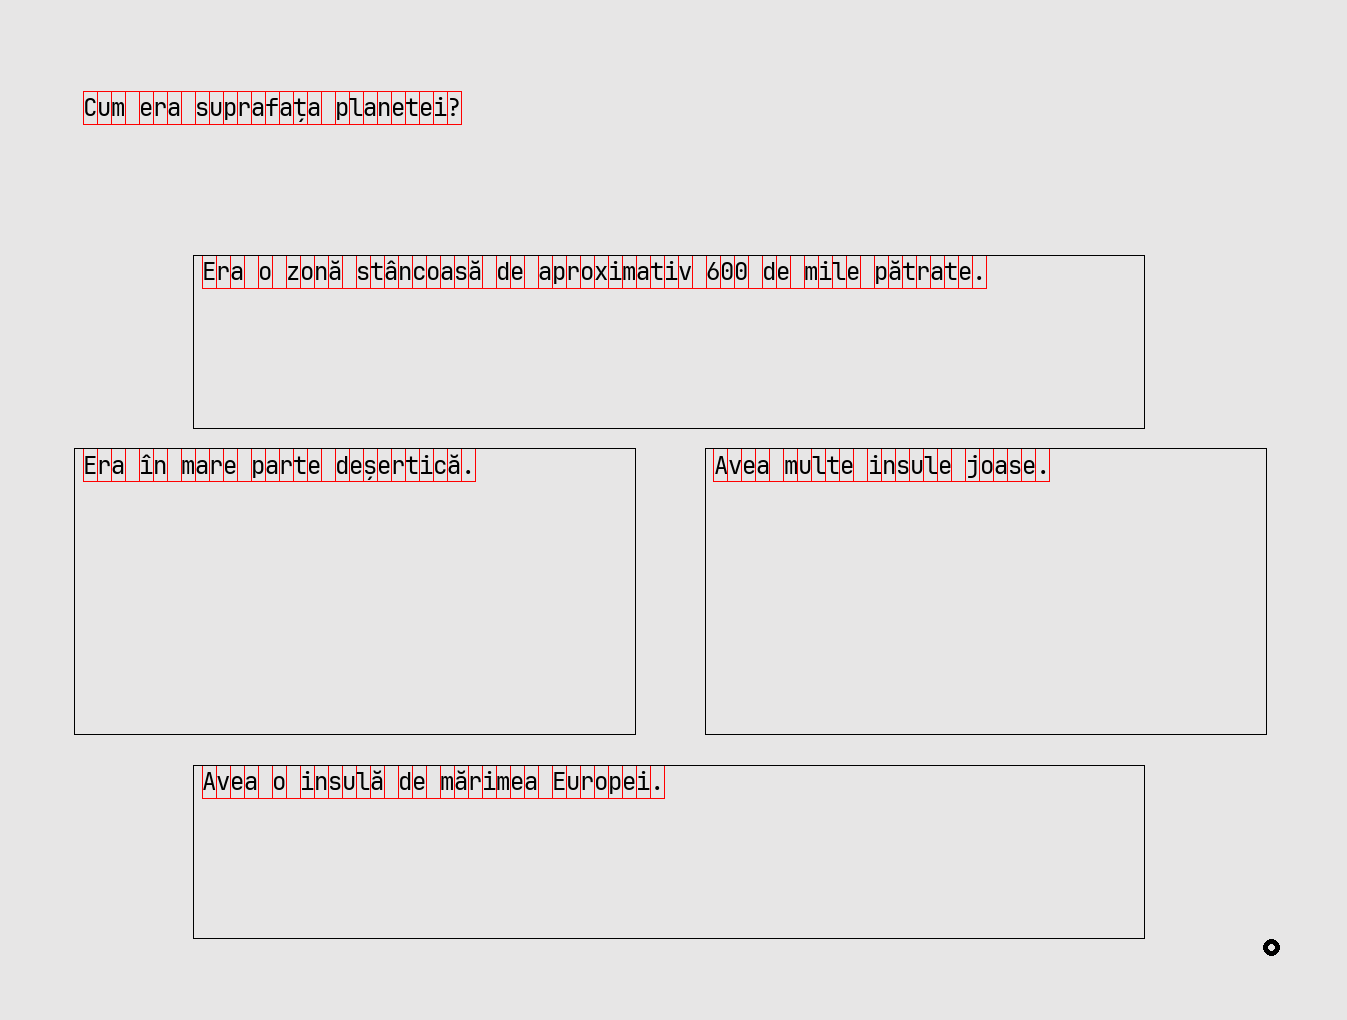 Cum era suprafața planetei?
Era o zonă stâncoasă de aproximativ 600 de mile pătrate.
Era în mare parte deșertică.
Avea multe insule joase.
Avea o insulă de mărimea Europei.